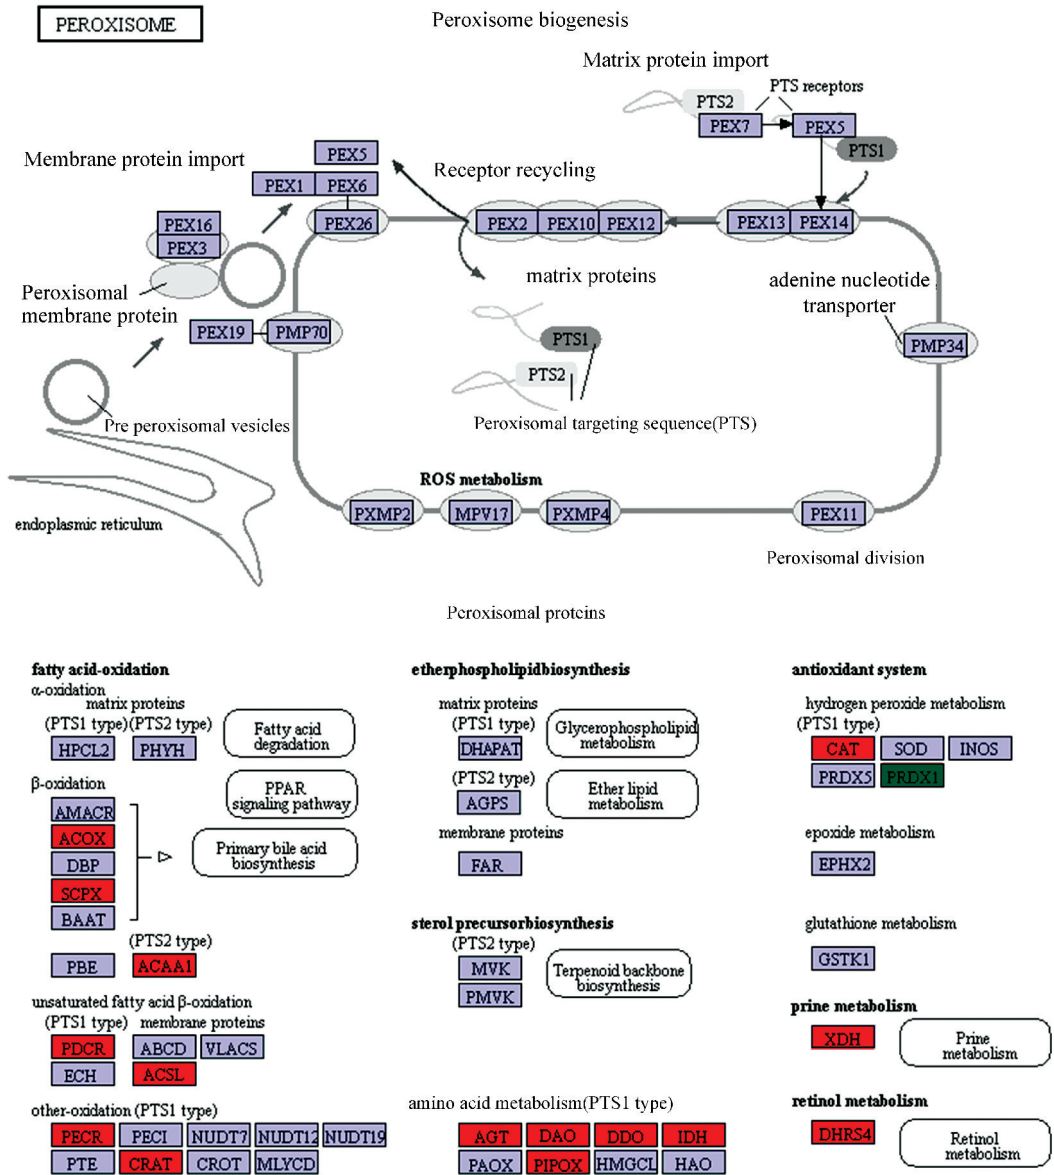 PEROXISOME
Peroxisome biogenesis
Matrix protein import
PTS2
PTS receptors
PEX7
PEX5
PTS1
Membrane protein import
PEX5
Receptor recycling
PEX1
PEX6
PEX16
PEX26
PEX2
PEX10
PEX12
PEX13
PEX14
PEX3
matrix proteins
adenine nucleotide
transporter
Peroxisomal
membrane protein
PEX19
PMP70
PTS1
PMP34
PTS2
Pre peroxisomal vesicles
Peroxisomal targeting sequence(PTS)
ROS metabolism
endoplasmic reticulum
PXMP2
MPV17
PXMP4
PEX11
Peroxisomal division
Peroxisomal proteins
fatty acid-oxidation
α-oxidation
matrix proteins
(PTS1 type)(PTS2 type)
HPCL2
PHYH
Fatty acid
degradation
β-oxidation
PPAR
signaling pathway
AMACR
ACOX
DBP
SCPX
BAAT
Primary bile acid
biosynthesis
(PTS2 type)
PBE
ACAA1
unsaturated fatty acid β-oxidation
(PTS1 type) membrane proteins
PDCR
ABCD
VLACS
ECH
ACSL
other-oxidation (PTS1 type)
PECR
PECI
NUDT7
NUDT12
NUDT19
PTE
CRAT
CROT
MLYCD
etherphospholipidbiosynthesis
matrix proteins
(PTS1 type)
DHAPAT
Glycerophospholipid
metabolism
(PTS2 type)
AGPS
Ether lipid
metabolism
membrane proteins
FAR
sterol precursorbiosynthesis
(PTS2 type)
MVK
PMVK
Terpenoid backbone
biosynthesis
amino acid metabolism(PTS1 type)
AGT
DAO
DDO
IDH
PAOX
PIPOX
HMGCL
HAO
antioxidant system
hydrogen peroxide metabolism
(PTS1 type)
CAT
SOD
INOS
PRDX5
PRDX1
epoxide metabolism
EPHX2
glutathione metabolism
GSTK1
prine metabolism
XDH
Prine
metabolism
retinol metabolism
DHRS4
Retinol
metabolism